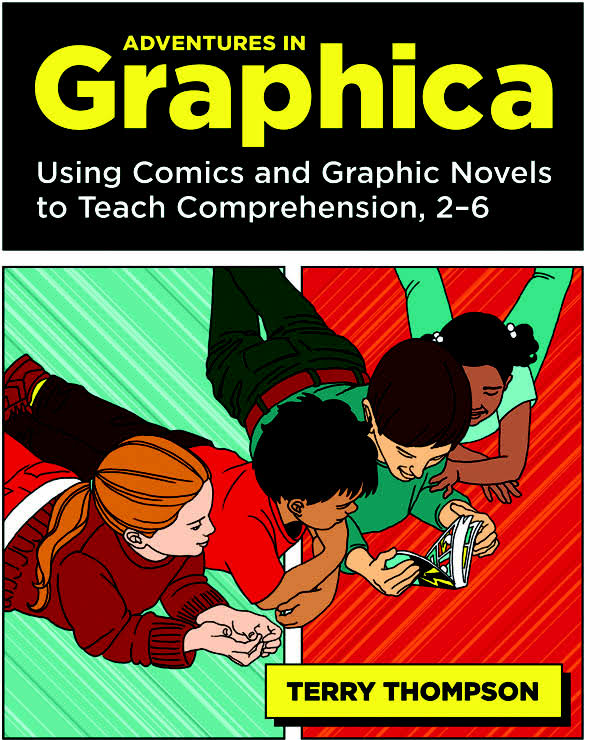 ADVENTURES IN
Graphica
Using Comics and Graphic Novels
to Teach Comprehension, 2–6
TERRY THOMPSON